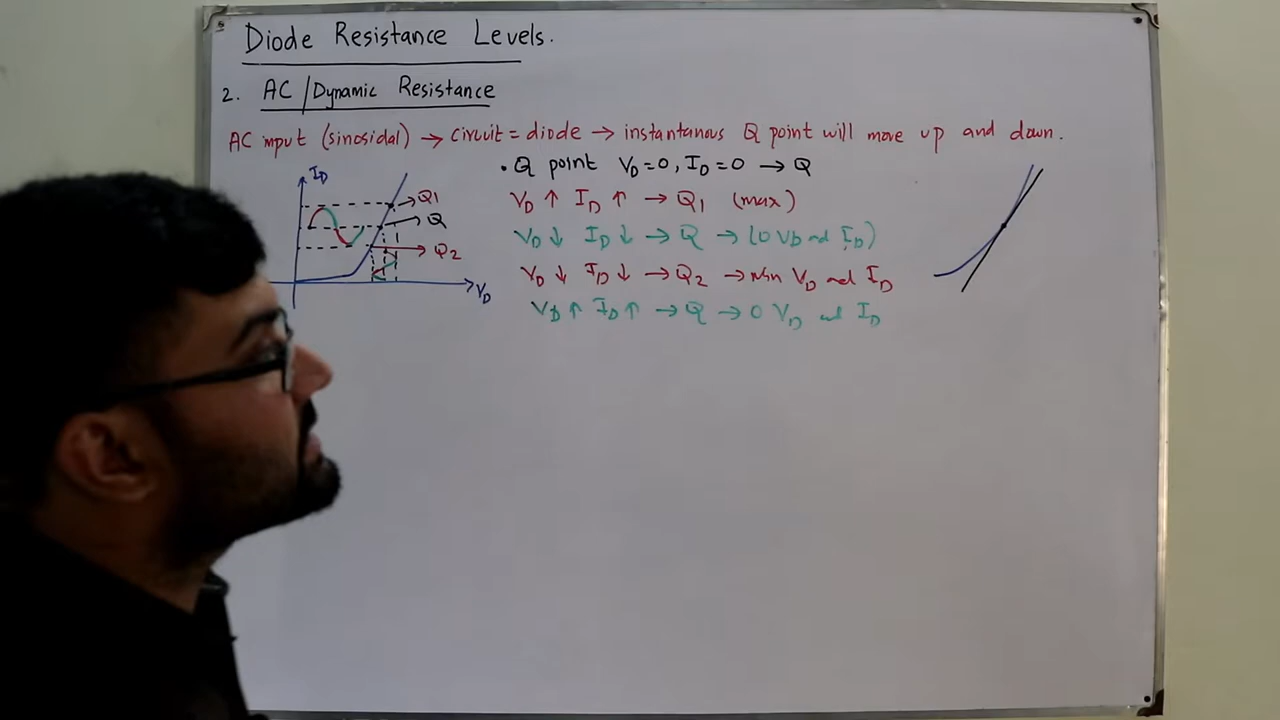 Diode Resistance Levels.
2. AC/Dynamic Resistance
AC input (sinosidal) → circuit = diode → instantanous Q point will move up and down.
• Q point V_D = 0, I_D = 0 → Q
V_D ↑ I_D ↑ → Q1 (max)
V_D ↓ I_D ↓ → Q → (0 V_D and I_D)
V_D ↓ I_D ↓ → Q2 → Min V_D and I_D
V_D ↑ I_D ↑ → Q → 0 V_D and I_D
I_D
Q1
Q
Q2
V_D